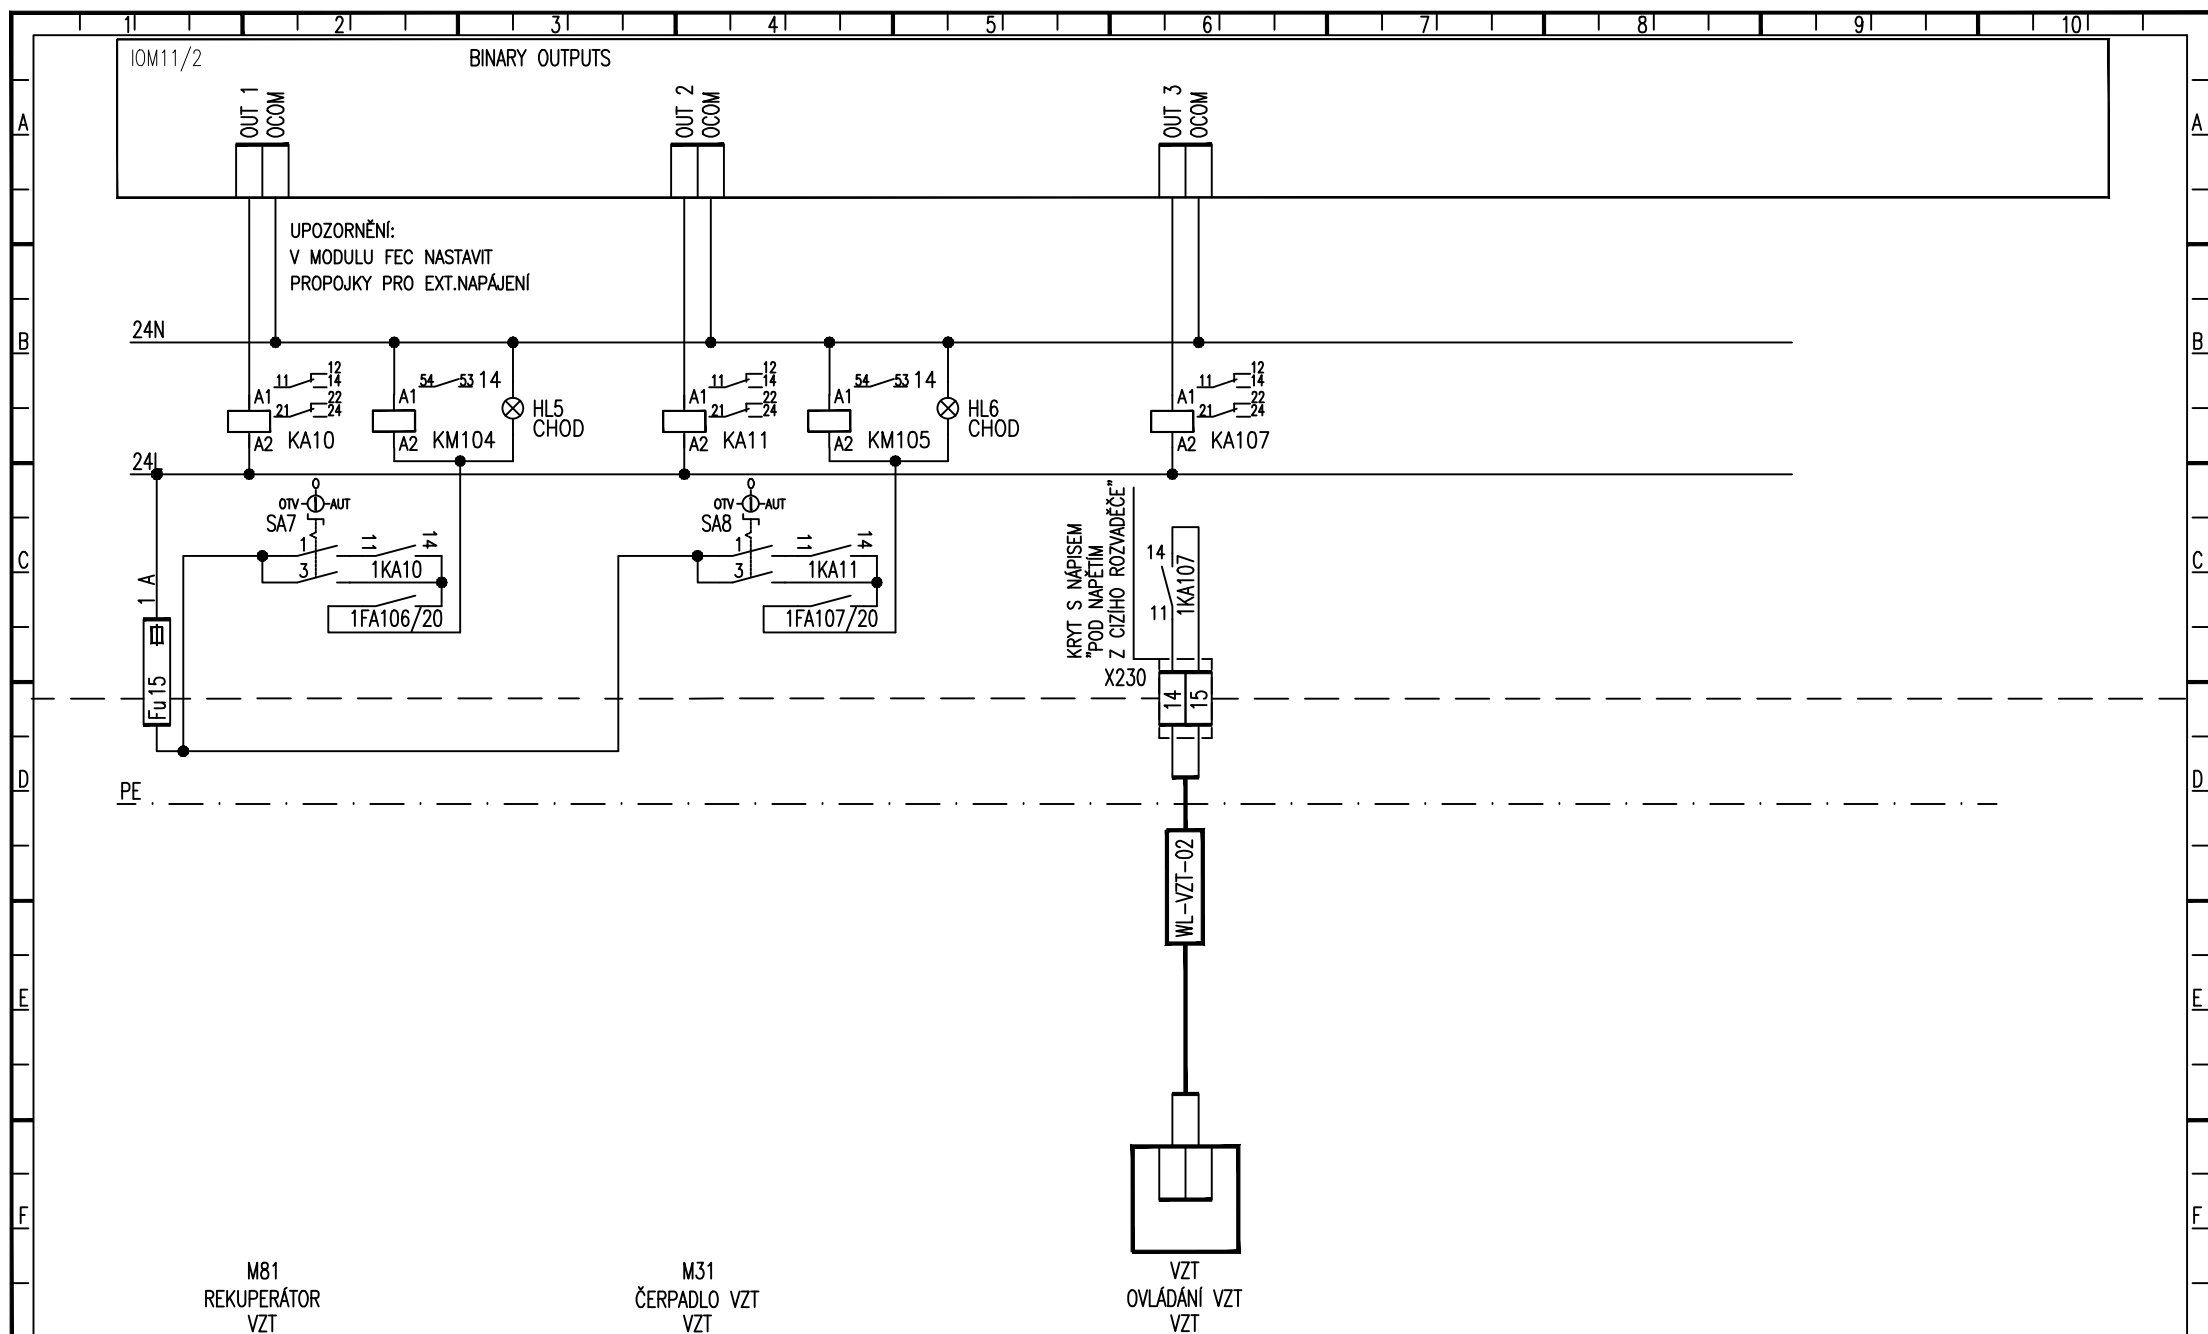 1 2 3 4 5 6 7 8 9 10
IOM11/2
BINARY OUTPUTS
OUT 1
OCOM
OUT 2
OCOM
OUT 3
OCOM
A
A
UPOZORNĚNÍ:
V MODULU FEC NASTAVIT
PROPOJKY PRO EXT.NAPÁJENÍ
24N
B
B
A1
11
12
14
21
22
24
A2
KA10
A1
54
53
14
A2
KM104
HL5
CHOD
A1
11
12
14
21
22
24
A2
KA11
A1
54
53
14
A2
KM105
HL6
CHOD
A1
11
12
14
21
22
24
A2
KA107
24L
0
OTV
AUT
SA7
1
11
14
3
1KA10
1FA106/20
0
OTV
AUT
SA8
1
11
14
3
1KA11
1FA107/20
C
C
1 A
Fu15
KRYT S NÁPISEM
"POD NAPĚTÍM
Z CIZÍHO ROZVADĚČE"
14
11
1KA107
X230
14
15
D
D
PE
WL-VZT-02
E
E
F
F
M81
REKUPERÁTOR
VZT
M31
ČERPADLO VZT
VZT
VZT
OVLÁDÁNÍ VZT
VZT